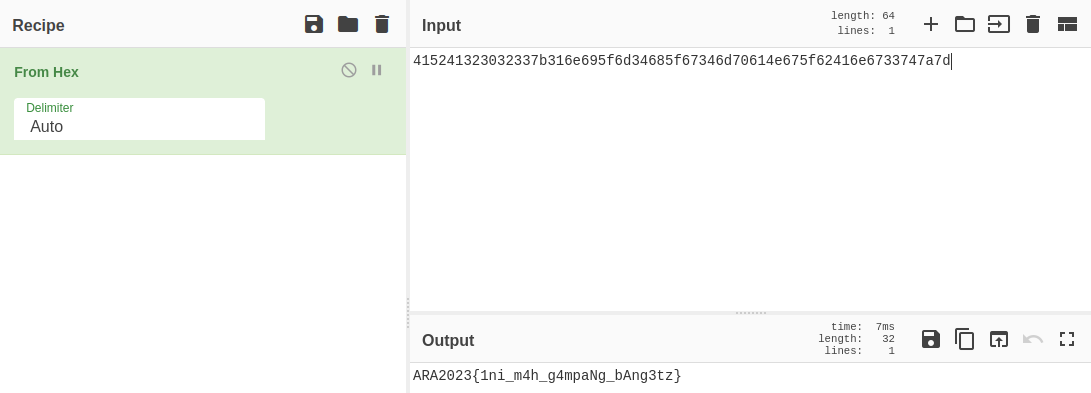 Recipe
From Hex
Delimiter
Auto
Input
length: 64
lines: 1
415241323032337b316e695f6d34685f67346d70614e675f62416e6733747a7d
Output
time: 7ms
length: 32
lines: 1
ARA2023{1ni_m4h_g4mpaNg_bAng3tz}